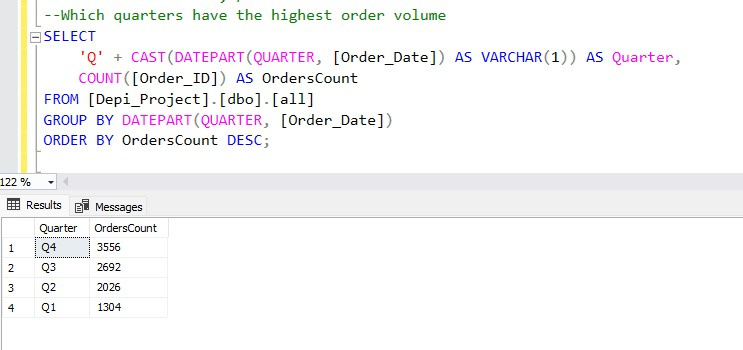 --Which quarters have the highest order volume
SELECT
'Q' + CAST(DATEPART(QUARTER, [Order_Date]) AS VARCHAR(1)) AS Quarter,
COUNT([Order_ID]) AS OrdersCount
FROM [Depi_Project].[dbo].[all]
GROUP BY DATEPART(QUARTER, [Order_Date])
ORDER BY OrdersCount DESC;
122 %
Results Messages
Quarter OrdersCount
1 Q4 3556
2 Q3 2692
3 Q2 2026
4 Q1 1304